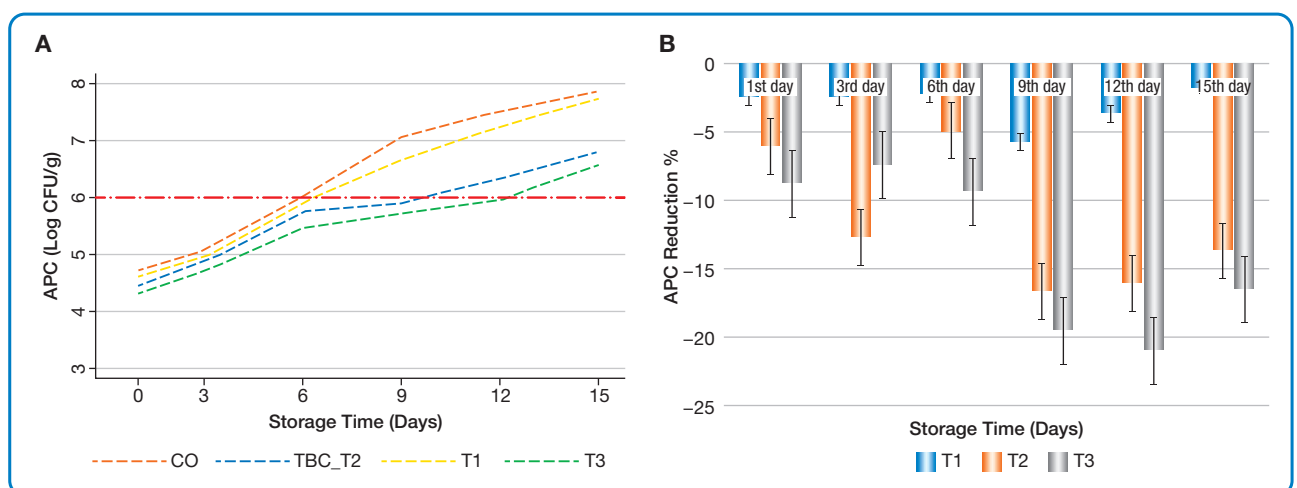 A
APC (Log CFU/g)
8
7
6
5
4
3
0 3 6 9 12 15
Storage Time (Days)
CO TBC_T2 T1 T3
B
APC Reduction %
0
−5
−10
−15
−20
−25
1st day 3rd day 6th day 9th day 12th day 15th day
Storage Time (Days)
T1 T2 T3